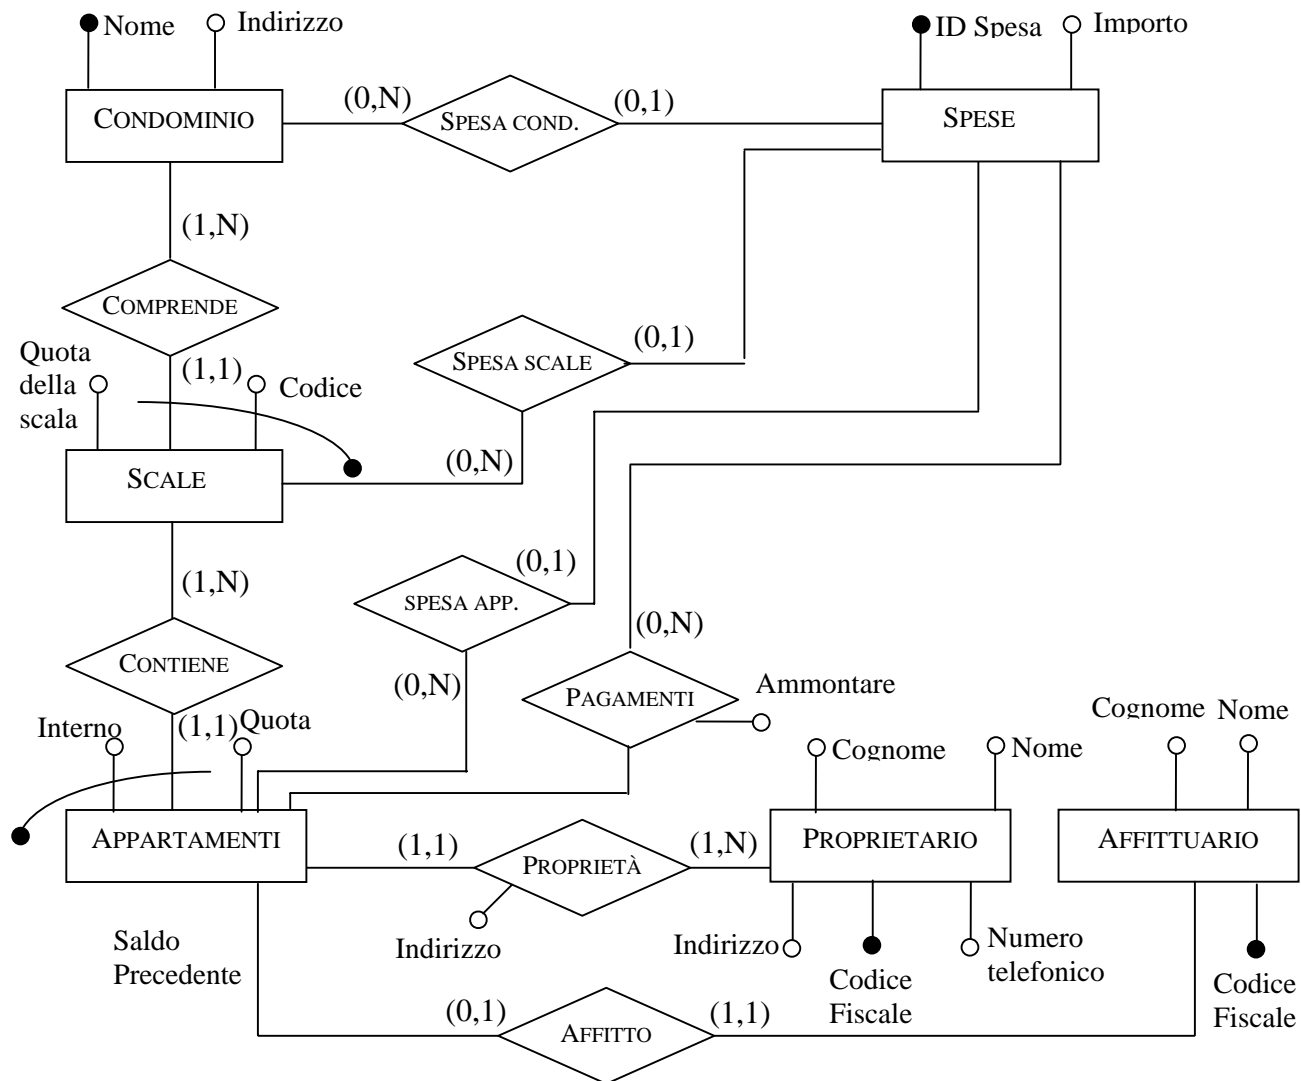 Nome
Indirizzo
ID Spesa
Importo
CONDOMINIO
(0,N)
SPESA COND.
(0,1)
SPESE
(1,N)
COMPRENDE
SPESA SCALE
(0,1)
Quota
della
scala
(1,1)
Codice
SCALE
(0,N)
(1,N)
SPESA APP.
(0,1)
(0,N)
CONTIENE
(0,N)
PAGAMENTI
Ammontare
Interno
(1,1)
Quota
Cognome
Nome
Cognome
Nome
APPARTAMENTI
(1,1)
PROPRIETÀ
(1,N)
PROPRIETARIO
AFFITTUARIO
Indirizzo
Indirizzo
Codice
Fiscale
Numero
telefonico
Codice
Fiscale
Saldo
Precedente
(0,1)
AFFITTO
(1,1)